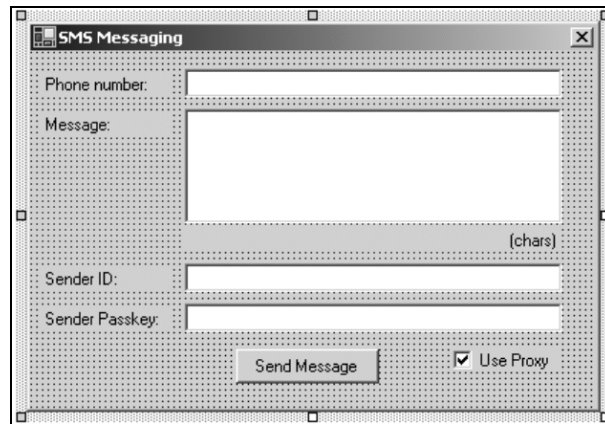 SMS Messaging
Phone number:
Message:
(chars)
Sender ID:
Sender Passkey:
Send Message
Use Proxy